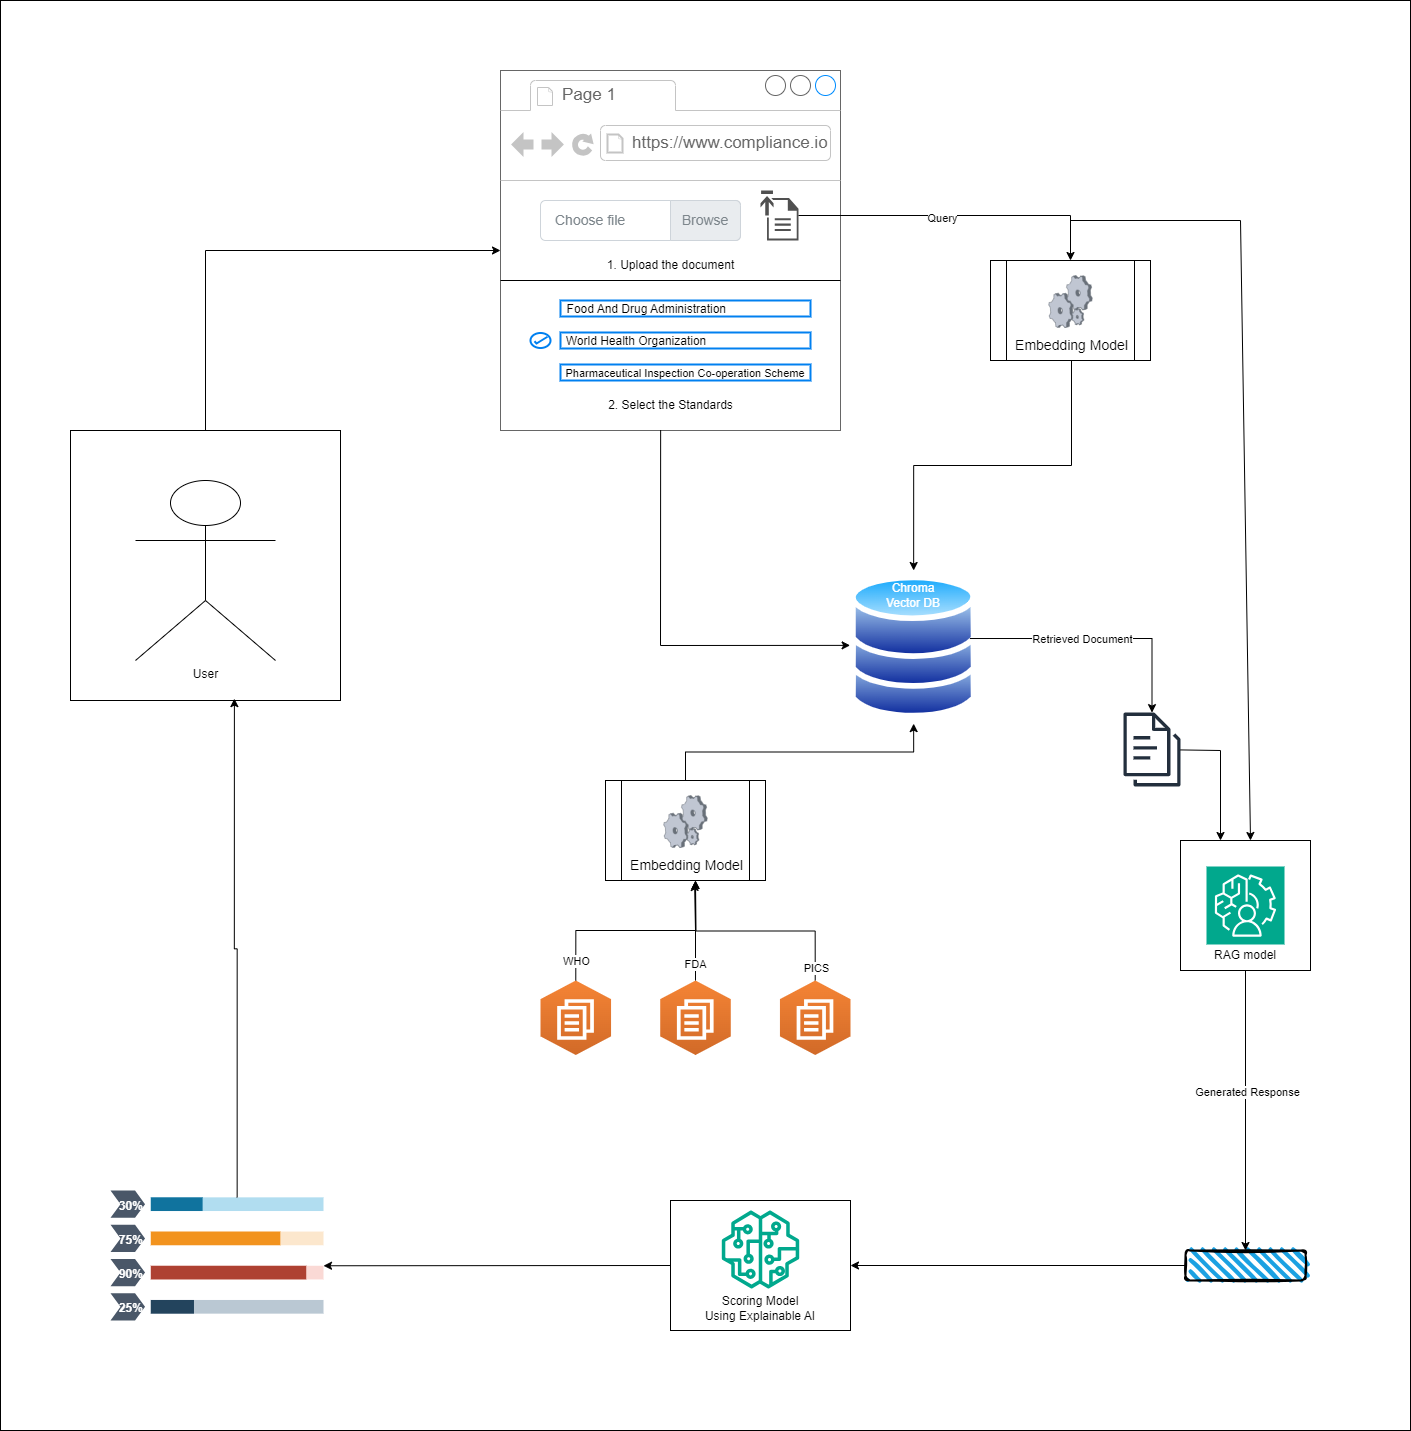 Page 1
https://www.compliance.io
Choose file
Browse
1. Upload the document
Query
Food And Drug Administration
World Health Organization
Pharmaceutical Inspection Co-operation Scheme
2. Select the Standards
Embedding Model
User
Chroma
Vector DB
Retrieved Document
Embedding Model
WHO
FDA
PICS
RAG model
Generated Response
30%
75%
90%
25%
Scoring Model
Using Explainable AI